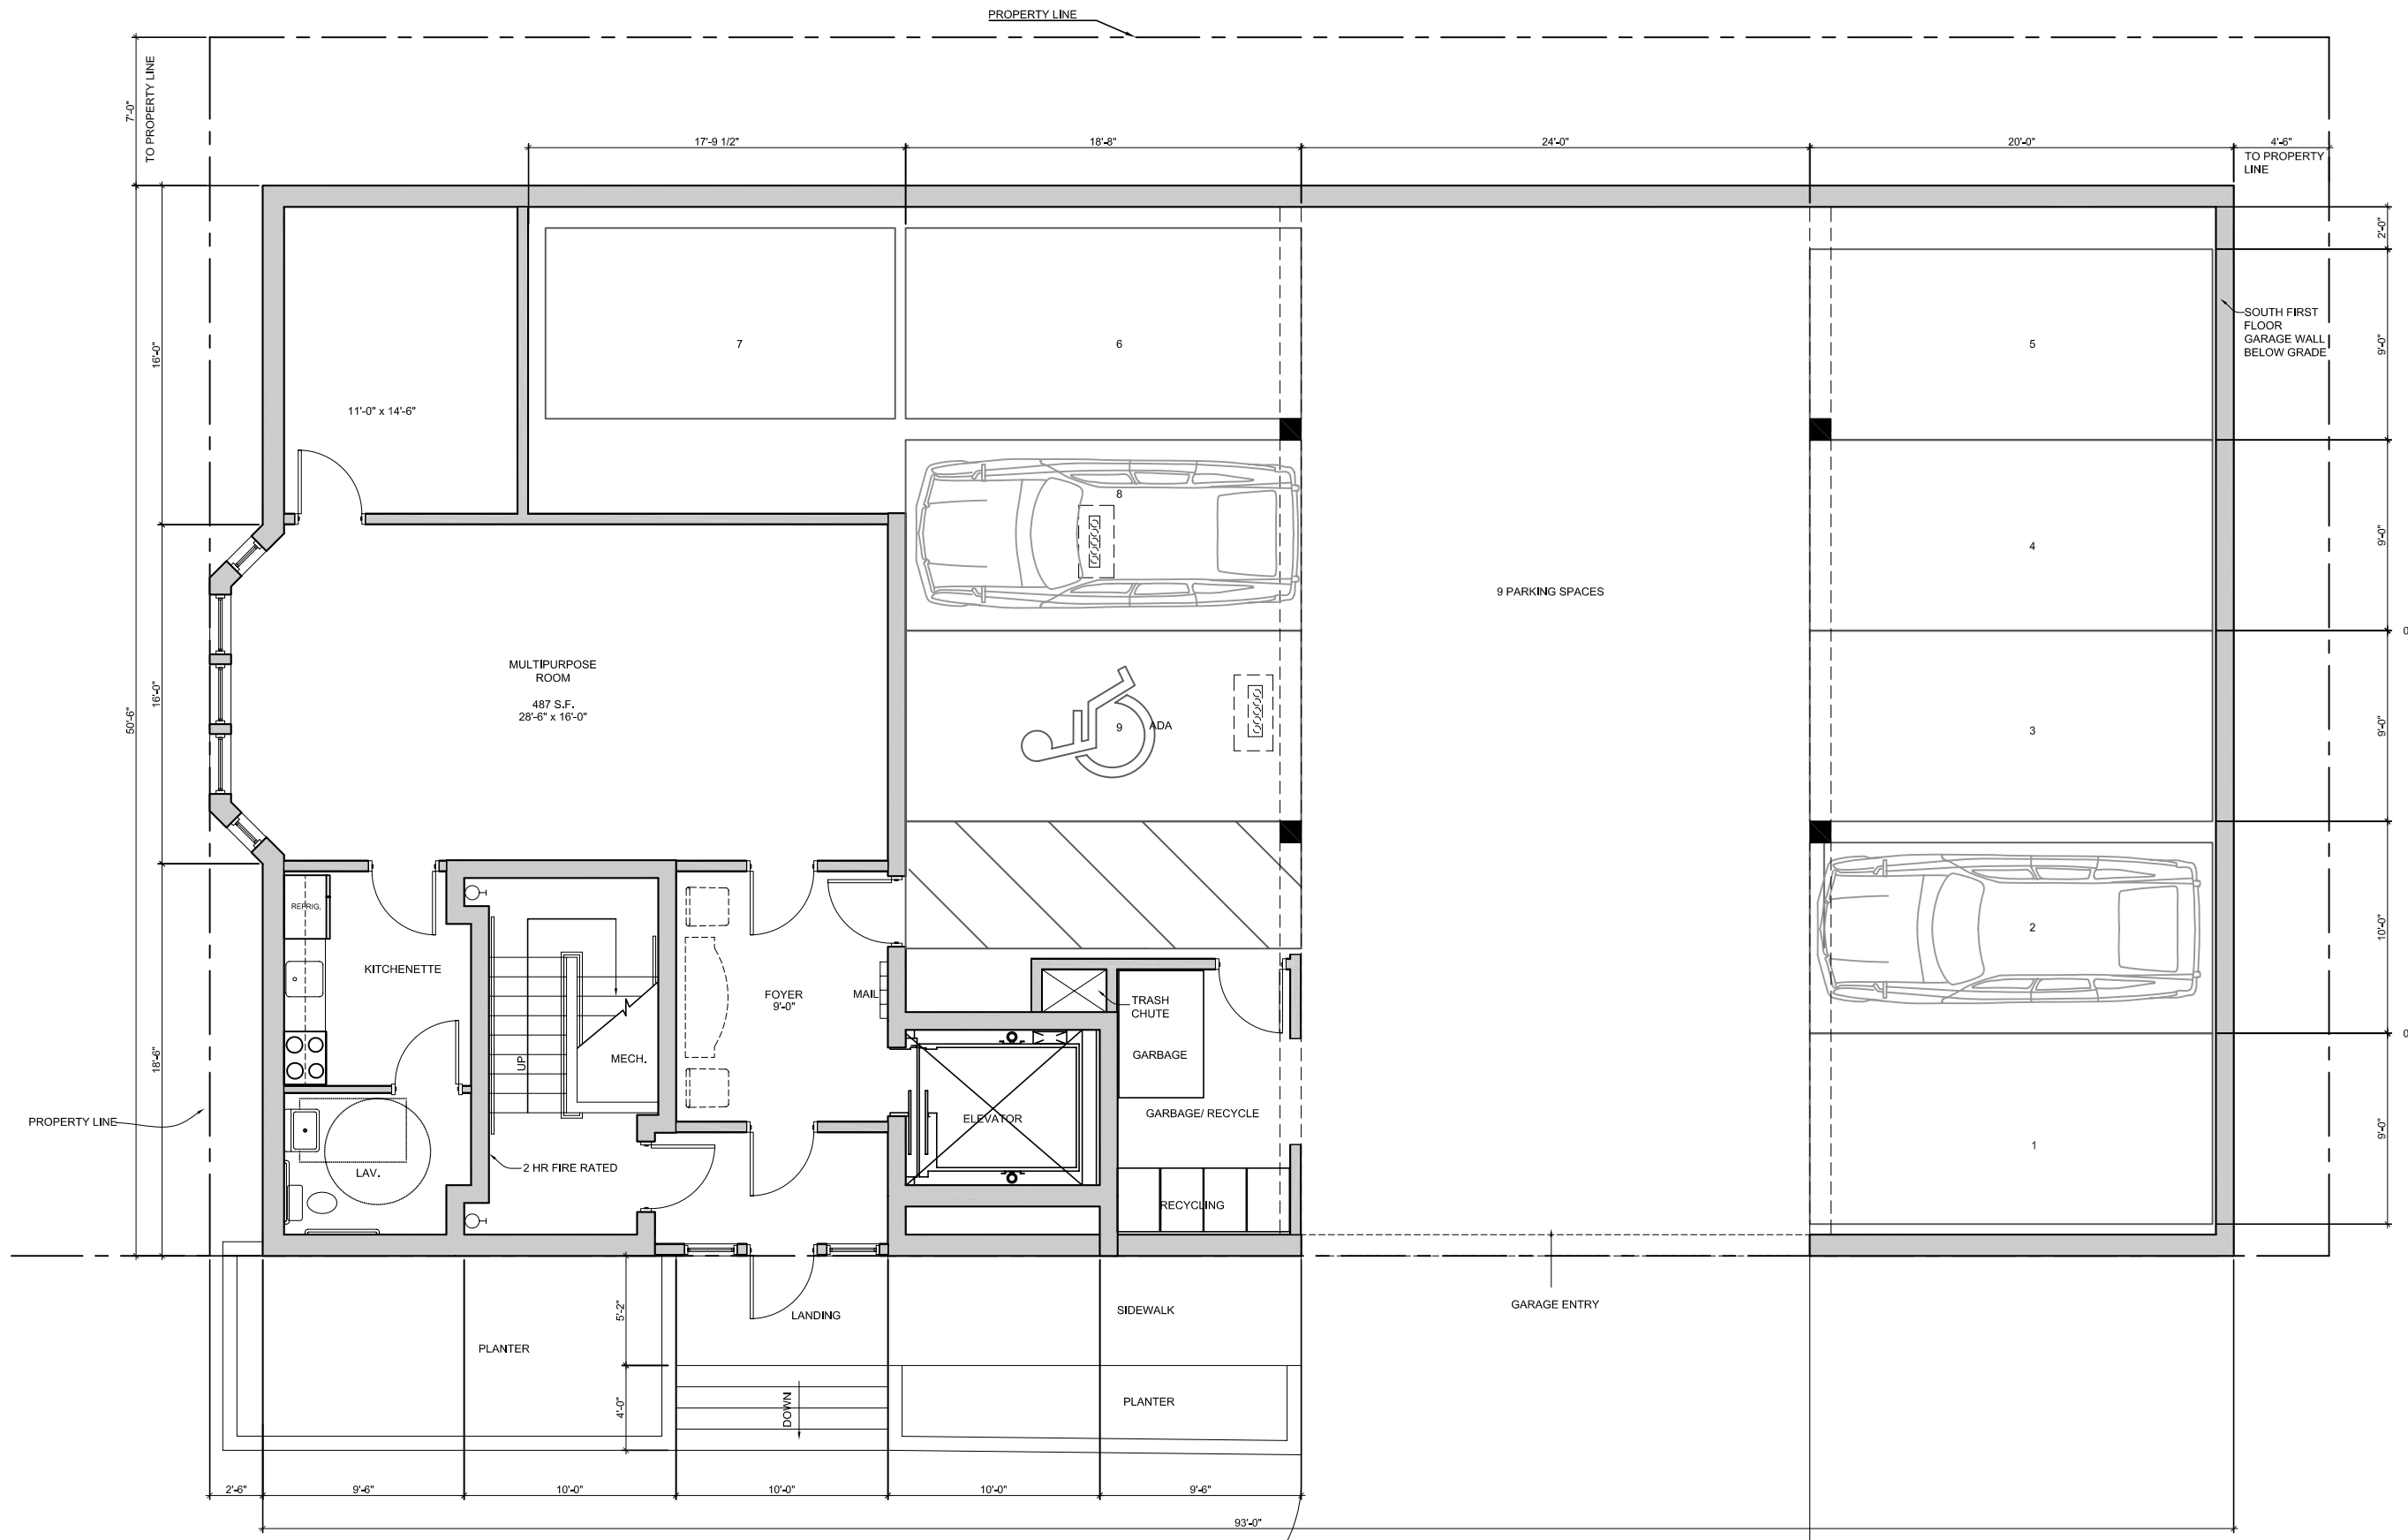 PROPERTY LINE
7'-0"
TO PROPERTY LINE
17'-9 1/2"
18'-8"
24'-0"
20'-0"
4'-6"
TO PROPERTY
LINE
2'-0"
SOUTH FIRST
FLOOR
GARAGE WALL
BELOW GRADE
9'-0"
16'-0"
7
6
5
11'-0" x 14'-6"
8
4
9'-0"
9 PARKING SPACES
0
MULTIPURPOSE
ROOM
487 S.F.
28'-6" x 16'-0"
50'-6"
16'-0"
9
ADA
3
9'-0"
REFRIG.
KITCHENETTE
2
10'-0"
FOYER
9'-0"
MAIL
TRASH
CHUTE
GARBAGE
18'-6"
UP
MECH.
0
PROPERTY LINE
ELEVATOR
GARBAGE/ RECYCLE
1
9'-0"
2 HR FIRE RATED
LAV.
RECYCLING
5'-2"
LANDING
SIDEWALK
GARAGE ENTRY
PLANTER
4'-0"
DOWN
PLANTER
2'-6"
9'-6"
10'-0"
10'-0"
10'-0"
9'-6"
93'-0"